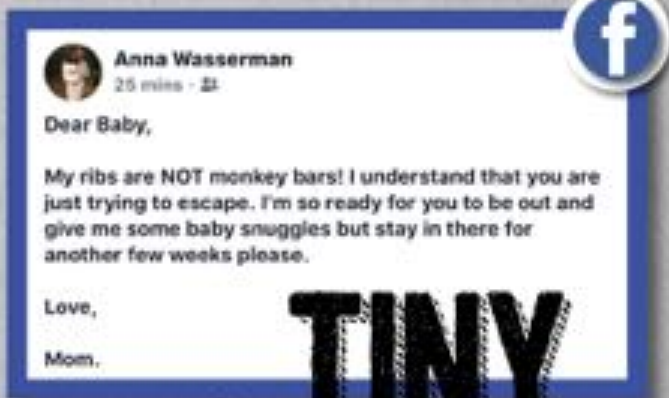 f
Anna Wasserman
25 mins
Dear Baby,
My ribs are NOT monkey bars! I understand that you are
just trying to escape. I'm so ready for you to be out and
give me some baby snuggles but stay in there for
another few weeks please.
Love,
Mom.
TINY